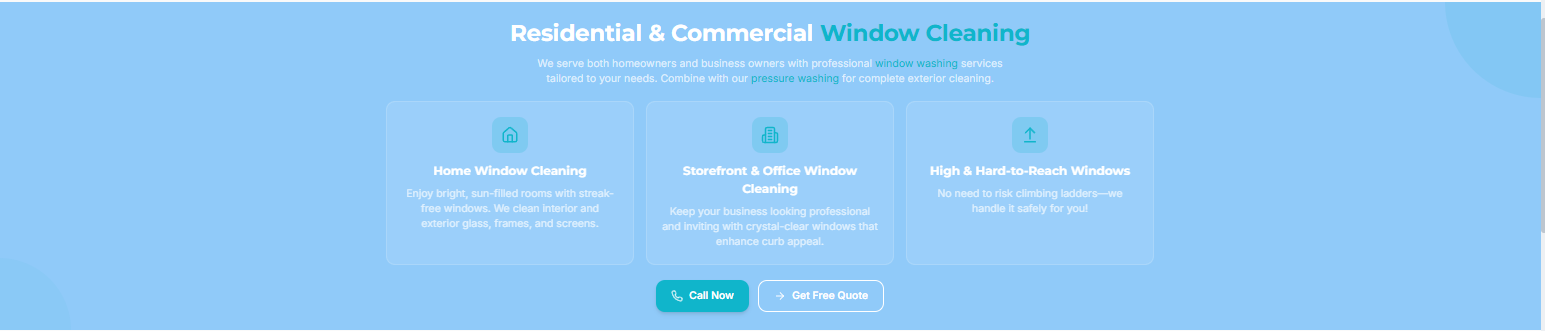 Residential & Commercial Window Cleaning
We serve both homeowners and business owners with professional window washing services
tailored to your needs. Combine with our pressure washing for complete exterior cleaning.
Home Window Cleaning
Enjoy bright, sun-filled rooms with streak-
free windows. We clean interior and
exterior glass, frames, and screens.
Storefront & Office Window
Cleaning
Keep your business looking professional
and inviting with crystal-clear windows that
enhance curb appeal.
High & Hard-to-Reach Windows
No need to risk climbing ladders—we
handle it safely for you!
Call Now
Get Free Quote